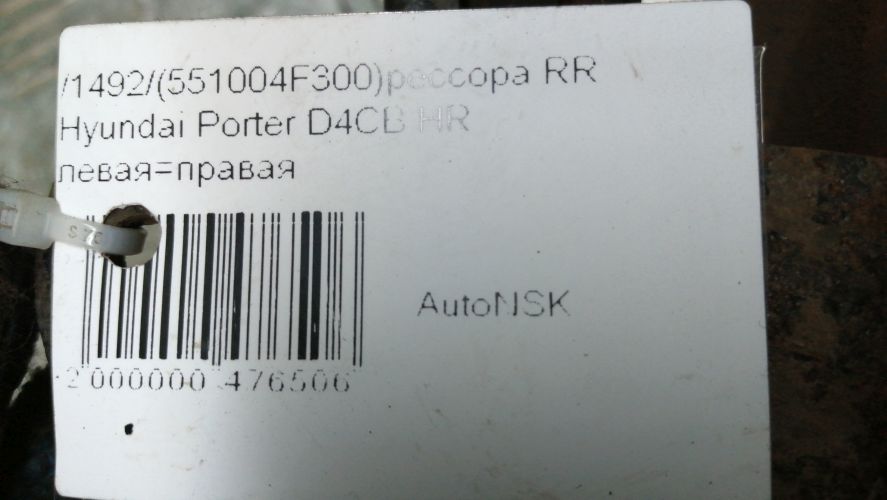 /1492/(551004F300)рессора RR
Hyundai Porter D4CB HR
левая=правая
AutoNSK
2 000000 476506